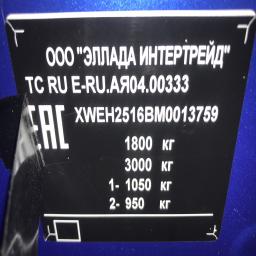 ООО "ЭЛЛАДА ИНТЕРТРЕЙД"
ТС RU Е-RU.АЯ04.00333
EAC XWEH2516BM0013759
1800 кг
3000 кг
1- 1050 кг
2- 950 кг